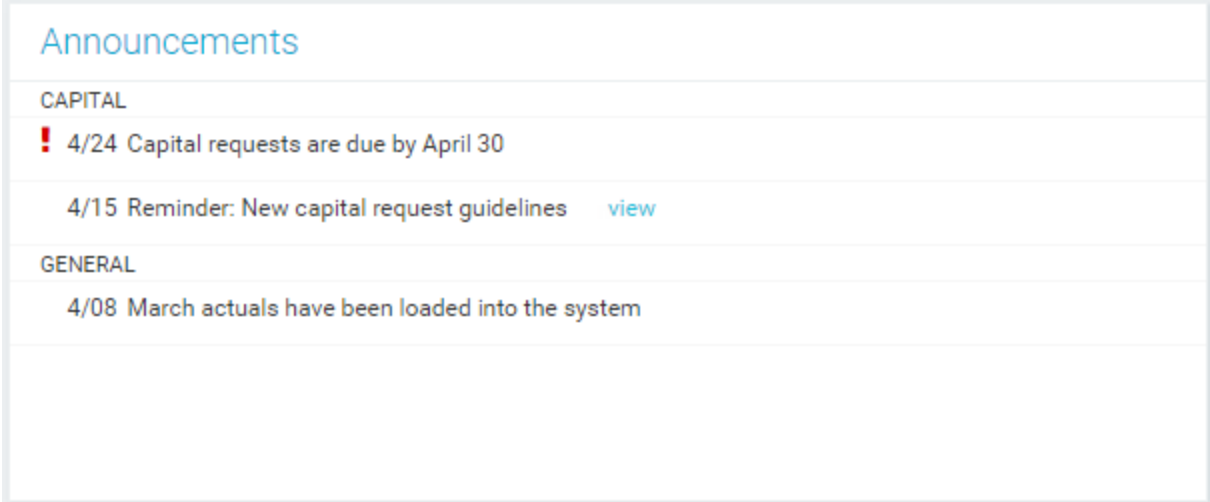 Announcements
CAPITAL
! 4/24 Capital requests are due by April 30
4/15 Reminder: New capital request guidelines view
GENERAL
4/08 March actuals have been loaded into the system